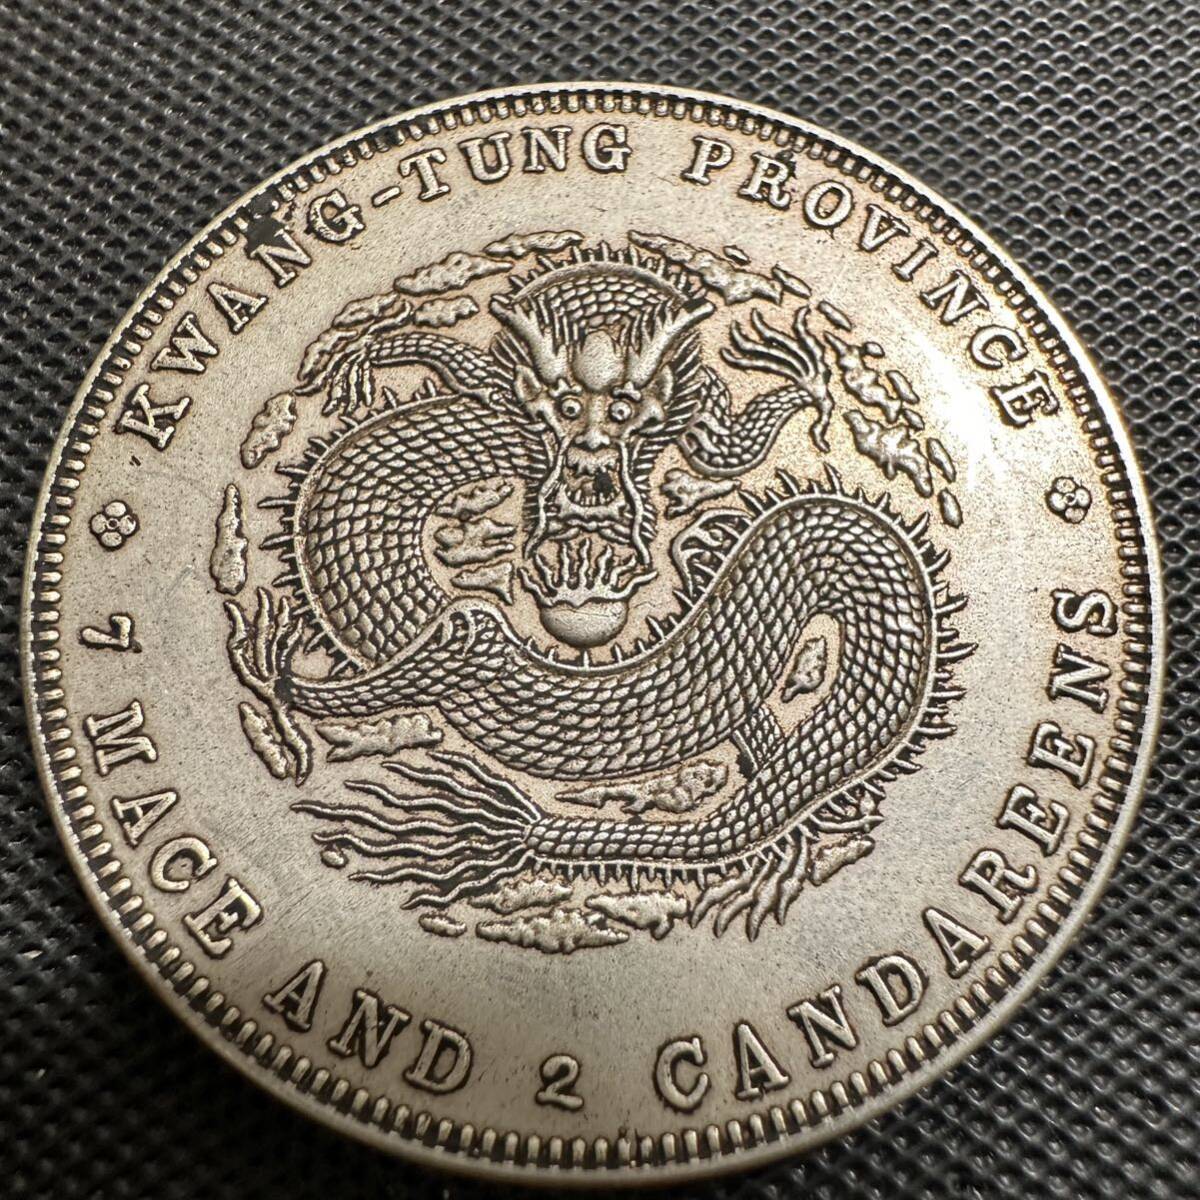 KWANG-TUNG PROVINCE
7 MACE AND 2 CANDAREENS